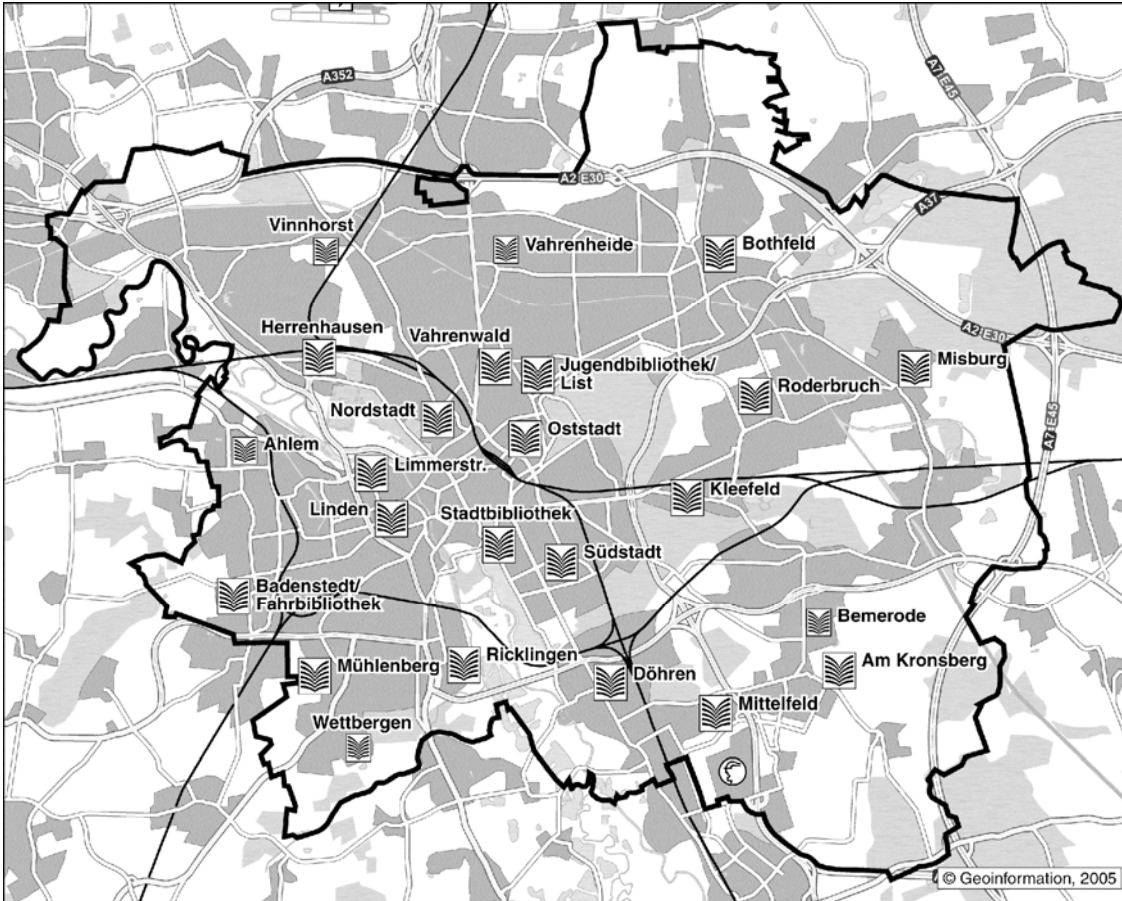 A352
A7
E45
A2
E30
A37
Vinnhorst
Vahrenheide
Bothfeld
A2
E30
Herrenhausen
Vahrenwald
Jugendbibliothek/
List
Misburg
Roderbruch
Nordstadt
Oststadt
A7
E45
Ahlem
Limmerstr.
Linden
Stadtbibliothek
Kleefeld
Südstadt
Badenstedt/
Fahrbibliothek
Bemerode
Mühlenberg
Ricklingen
Döhren
Am Kronsberg
Mittelfeld
Wettbergen
© Geoinformation, 2005